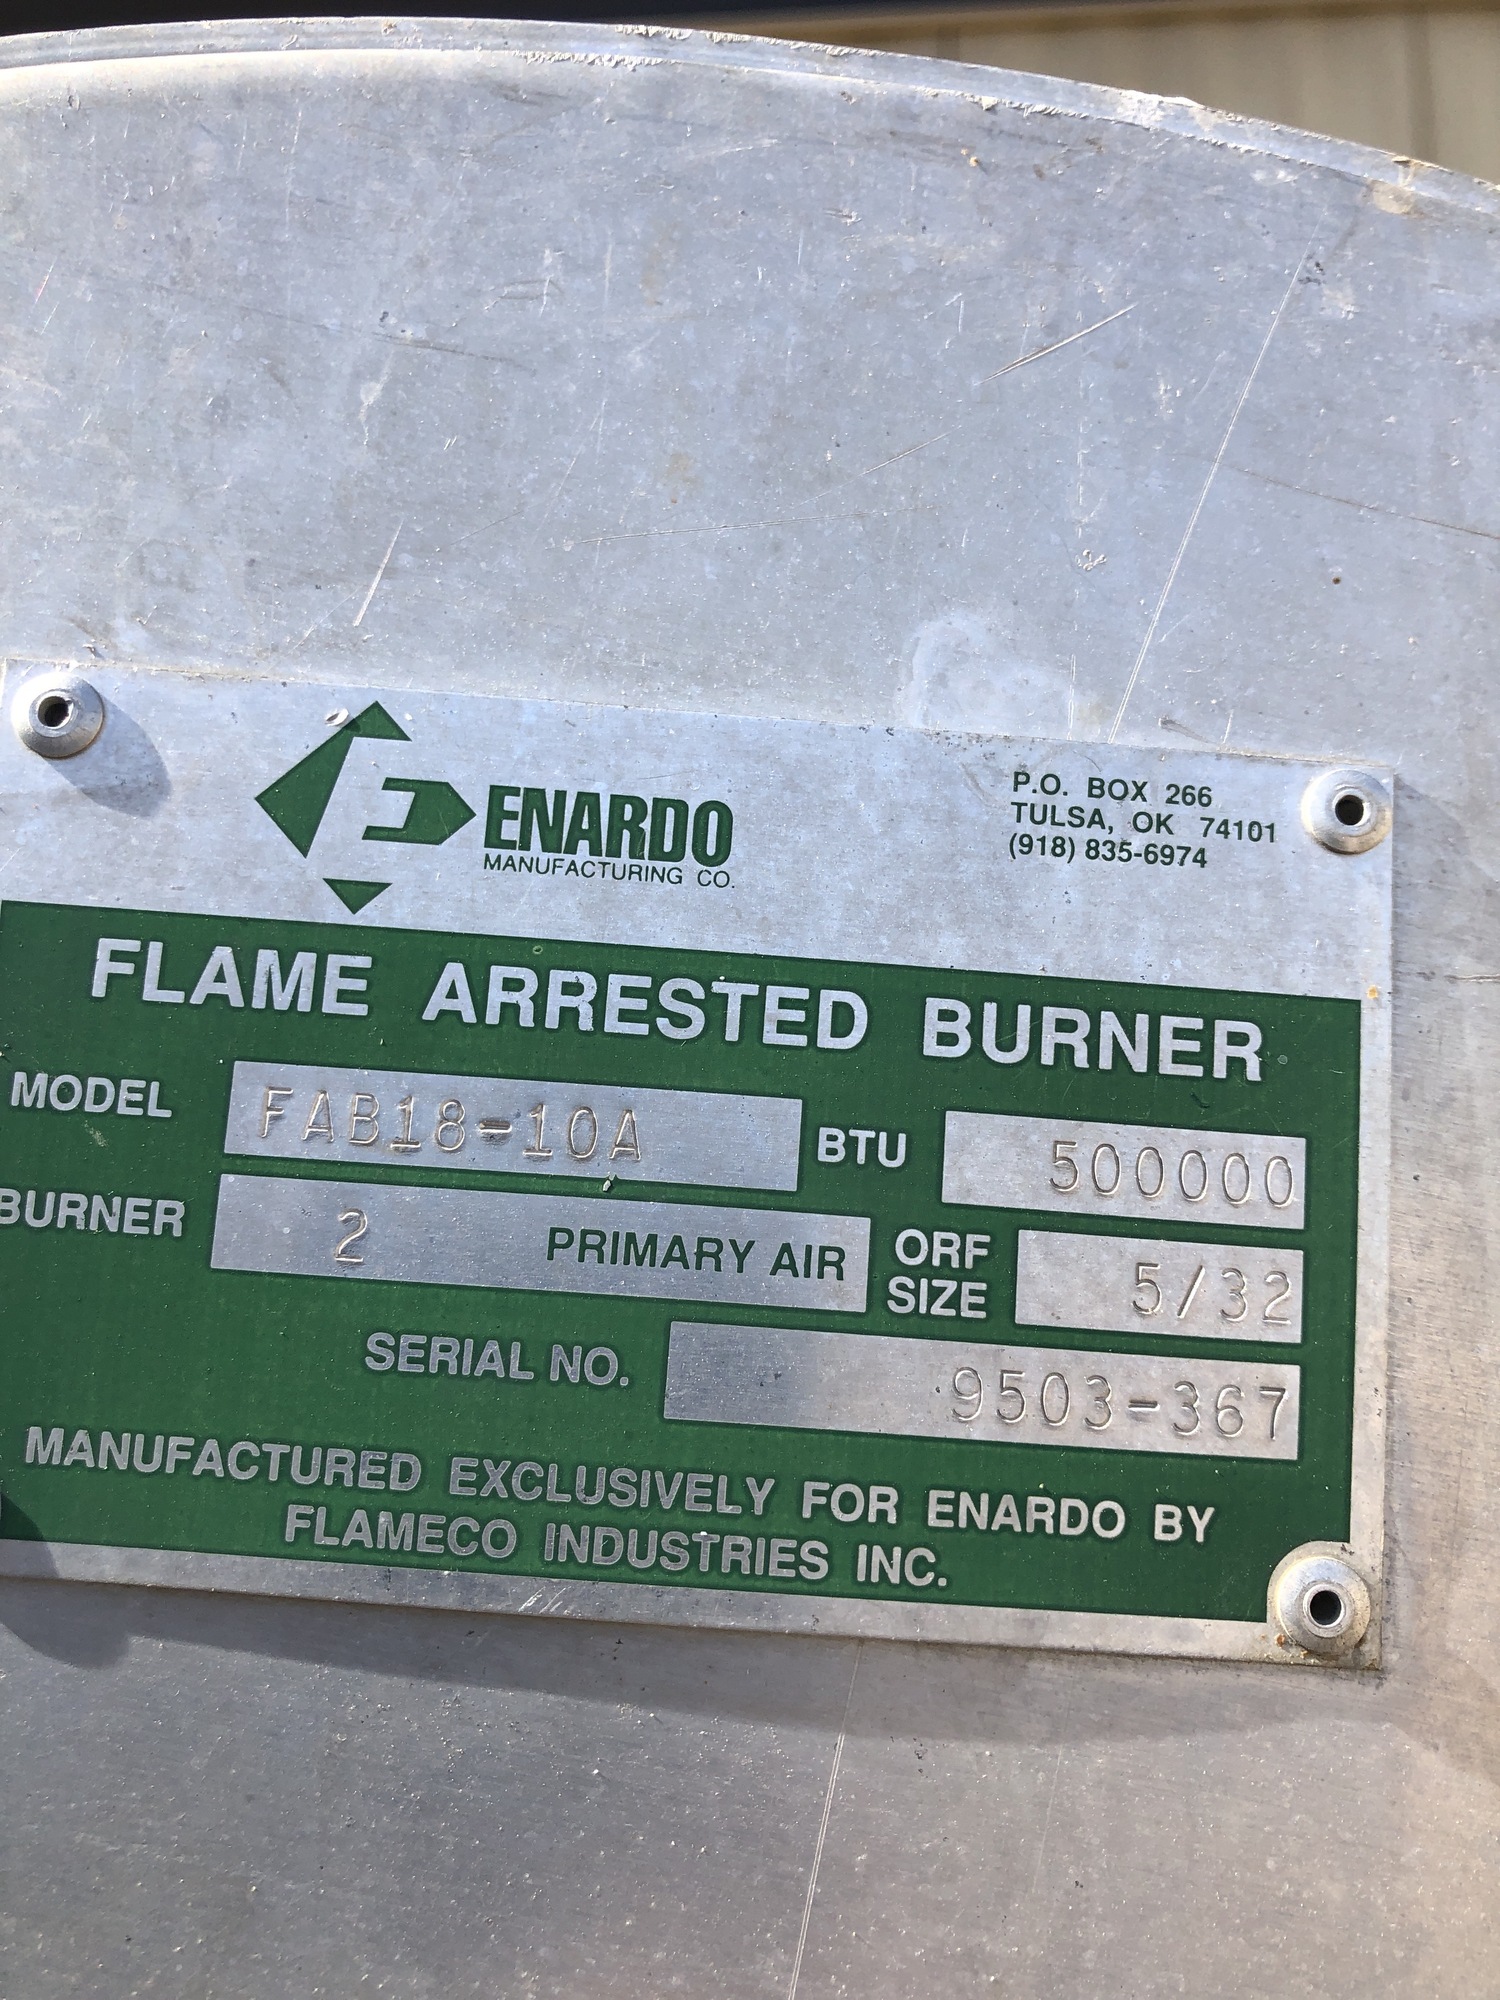 ENARDO
MANUFACTURING CO.
P.O. BOX 266
TULSA, OK 74101
(918) 835-6974
FLAME ARRESTED BURNER
MODEL FAB18-10A BTU 500000
BURNER 2 PRIMARY AIR ORF SIZE 5/32
SERIAL NO. 9503-367
MANUFACTURED EXCLUSIVELY FOR ENARDO BY
FLAMECO INDUSTRIES INC.